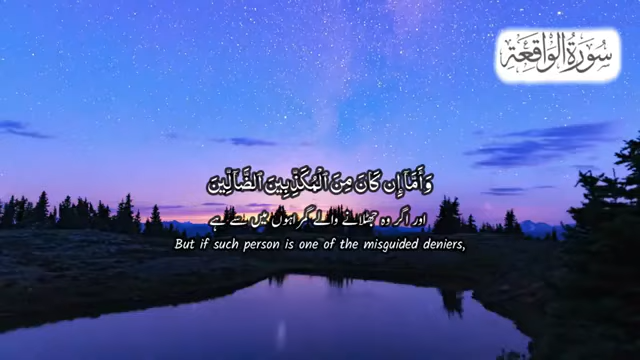 سُورَةُ الْوَاقِعَةِ
وَأَمَّآ إِن كَانَ مِنَ ٱلْمُكَذِّبِينَ ٱلضَّآلِّينَ
اور اگر وہ جھٹلانے والے گمراہوں میں سے ہے
But if such person is one of the misguided deniers,